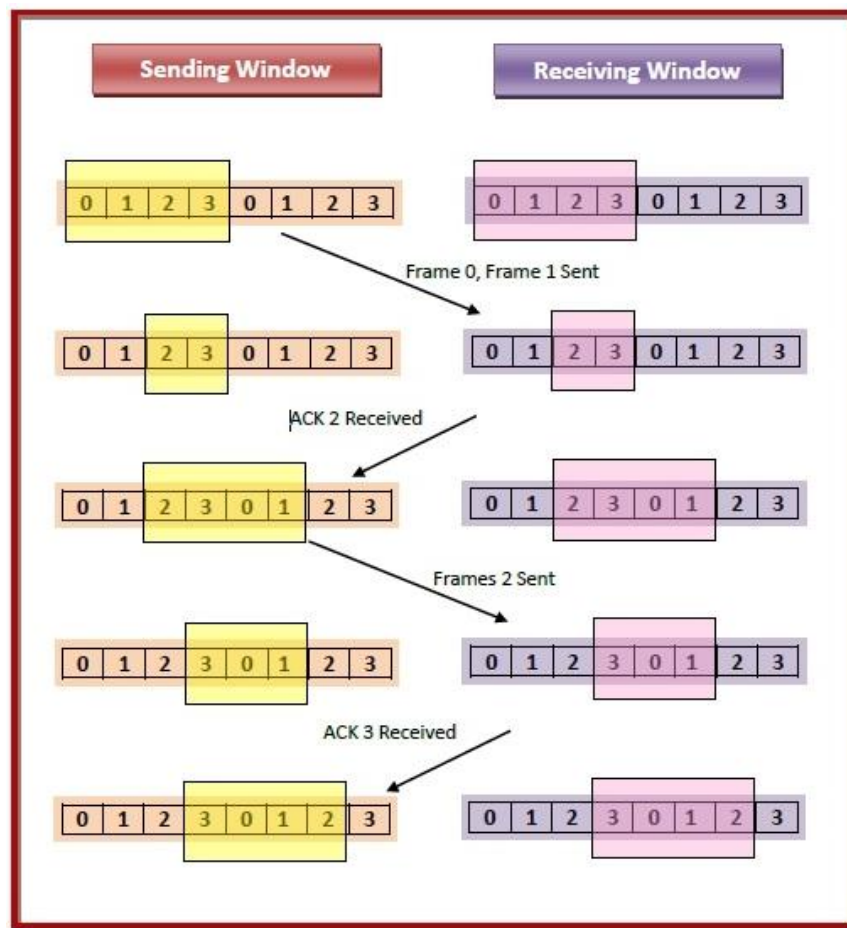 Sending Window Receiving Window
0 1 2 3 0 1 2 3 0 1 2 3 0 1 2 3
Frame 0, Frame 1 Sent
0 1 2 3 0 1 2 3 0 1 2 3 0 1 2 3
ACK 2 Received
0 1 2 3 0 1 2 3 0 1 2 3 0 1 2 3
Frames 2 Sent
0 1 2 3 0 1 2 3 0 1 2 3 0 1 2 3
ACK 3 Received
0 1 2 3 0 1 2 3 0 1 2 3 0 1 2 3